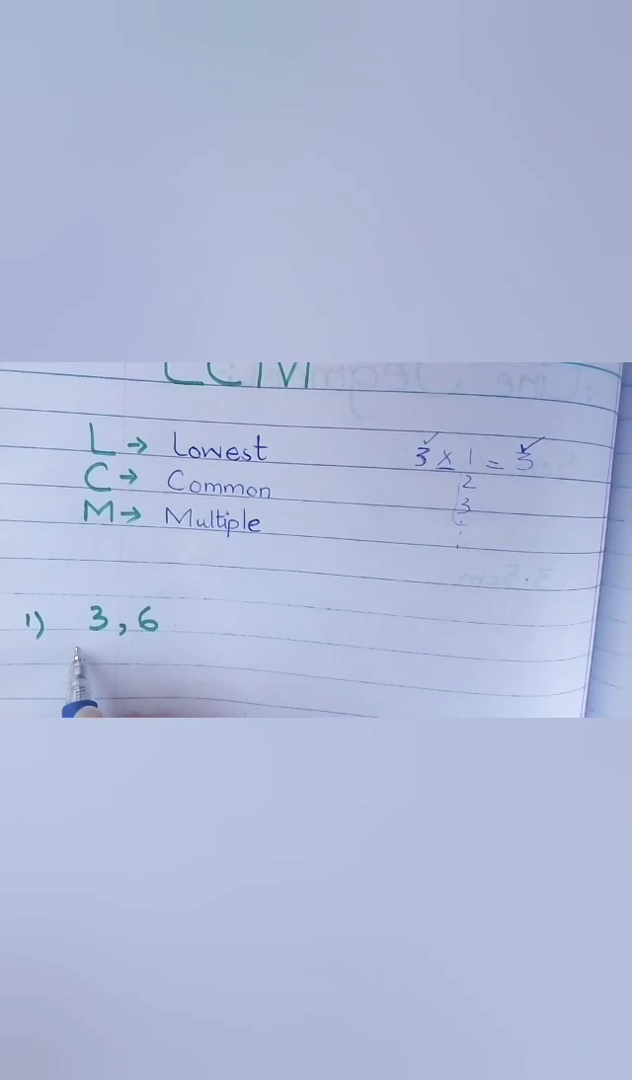 LCM
L → Lowest
C → Common
M → Multiple
3 x 1 = 3
2
3
1) 3, 6